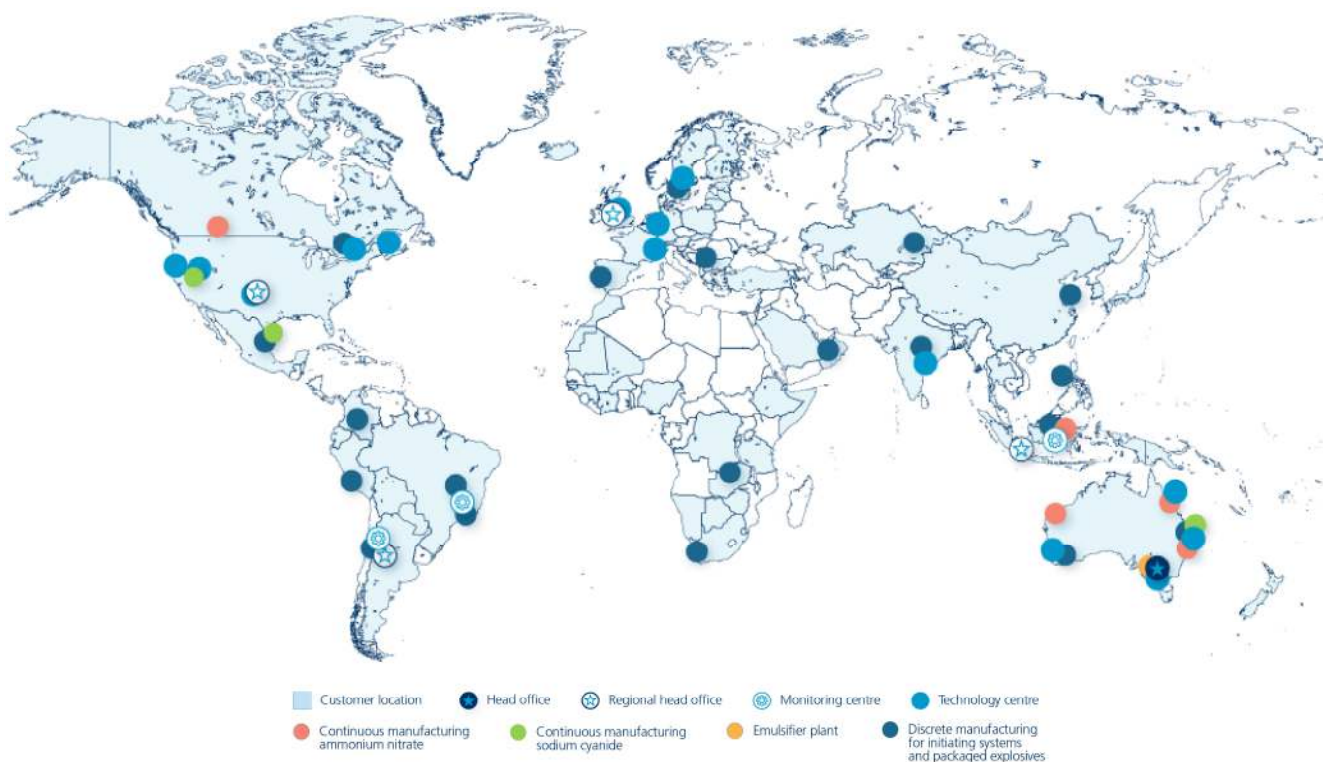 Customer location
Head office
Regional head office
Monitoring centre
Technology centre
Continuous manufacturing
ammonium nitrate
Continuous manufacturing
sodium cyanide
Emulsifier plant
Discrete manufacturing
for initiating systems
and packaged explosives